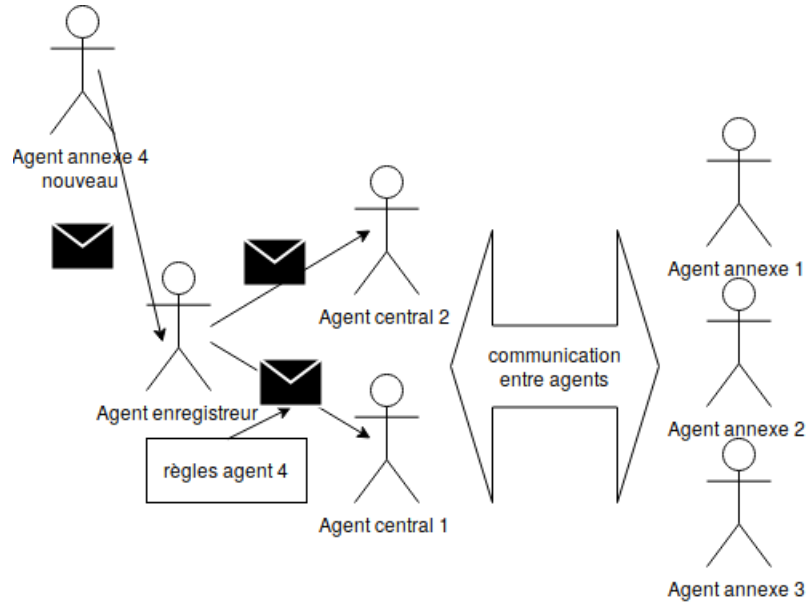 Agent annexe 4
nouveau
Agent central 2
Agent enregistreur
règles agent 4
Agent central 1
communication
entre agents
Agent annexe 1
Agent annexe 2
Agent annexe 3